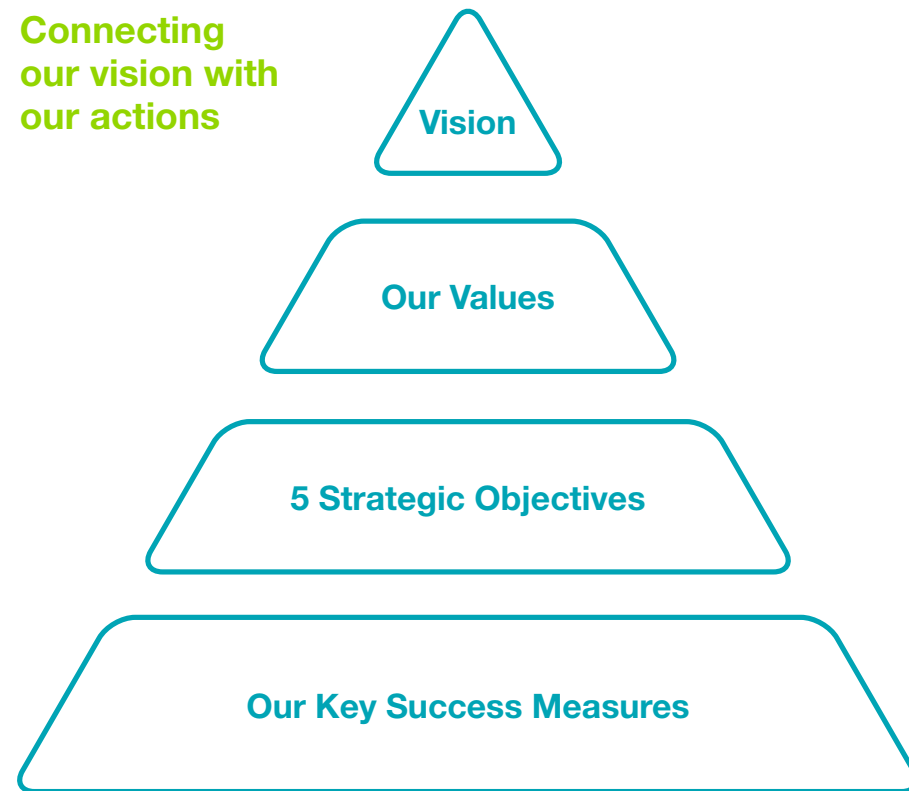 Connecting
our vision with
our actions
Vision
Our Values
5 Strategic Objectives
Our Key Success Measures